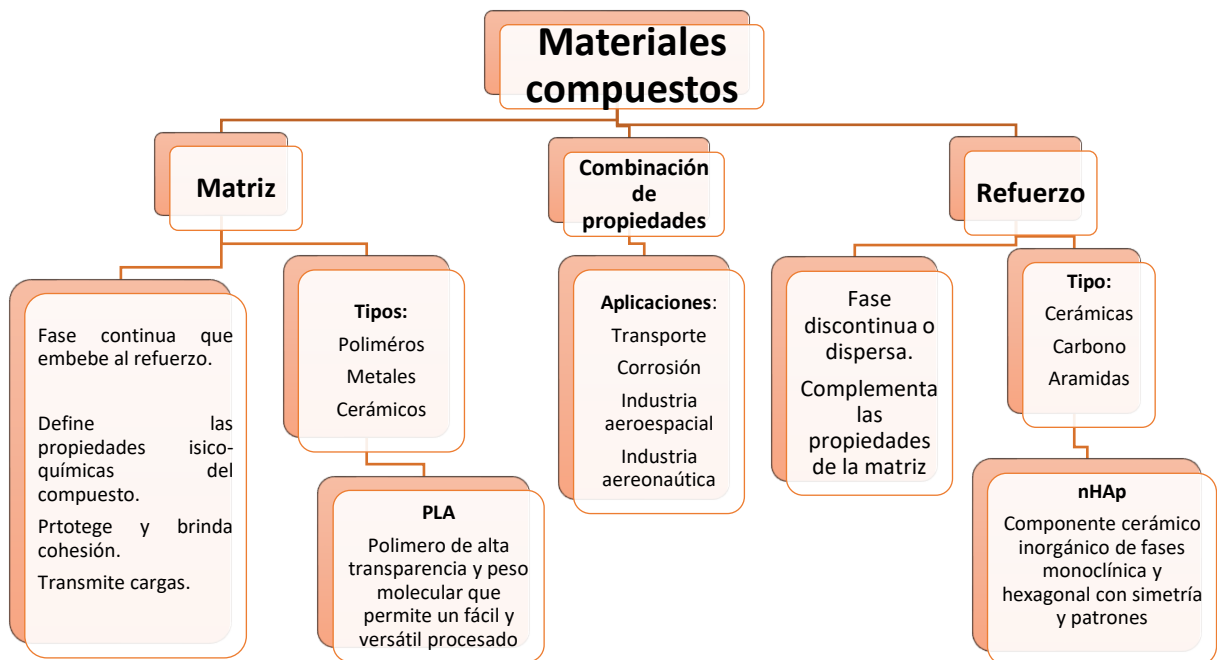 Materiales
compuestos
Matriz
Combinación
de
propiedades
Refuerzo
Fase continua que
embebe al refuerzo.
Define las
propiedades isico-
químicas del
compuesto.
Prtotege y brinda
cohesión.
Transmite cargas.
Tipos:
Poliméros
Metales
Cerámicos
PLA
Polimero de alta
transparencia y peso
molecular que
permite un fácil y
versátil procesado
Aplicaciones:
Transporte
Corrosión
Industria
aeroespacial
Industria
aereonaútica
Fase
discontinua o
dispersa.
Complementa
las
propiedades
de la matriz
Tipo:
Cerámicas
Carbono
Aramidas
nHAp
Componente cerámico
inorgánico de fases
monoclínica y
hexagonal con simetría
y patrones